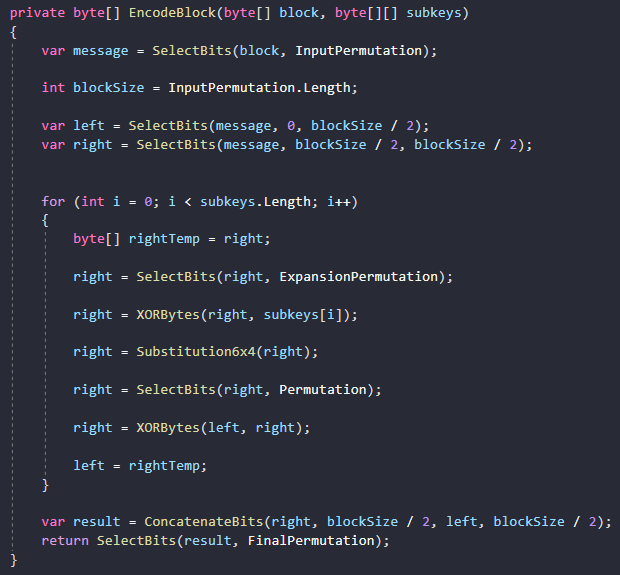 private byte[] EncodeBlock(byte[] block, byte[][] subkeys)
{
var message = SelectBits(block, InputPermutation);
int blockSize = InputPermutation.Length;
var left = SelectBits(message, 0, blockSize / 2);
var right = SelectBits(message, blockSize / 2, blockSize / 2);
for (int i = 0; i < subkeys.Length; i++)
{
byte[] rightTemp = right;
right = SelectBits(right, ExpansionPermutation);
right = XORBytes(right, subkeys[i]);
right = Substitution6x4(right);
right = SelectBits(right, Permutation);
right = XORBytes(left, right);
left = rightTemp;
}
var result = ConcatenateBits(right, blockSize / 2, left, blockSize / 2);
return SelectBits(result, FinalPermutation);
}